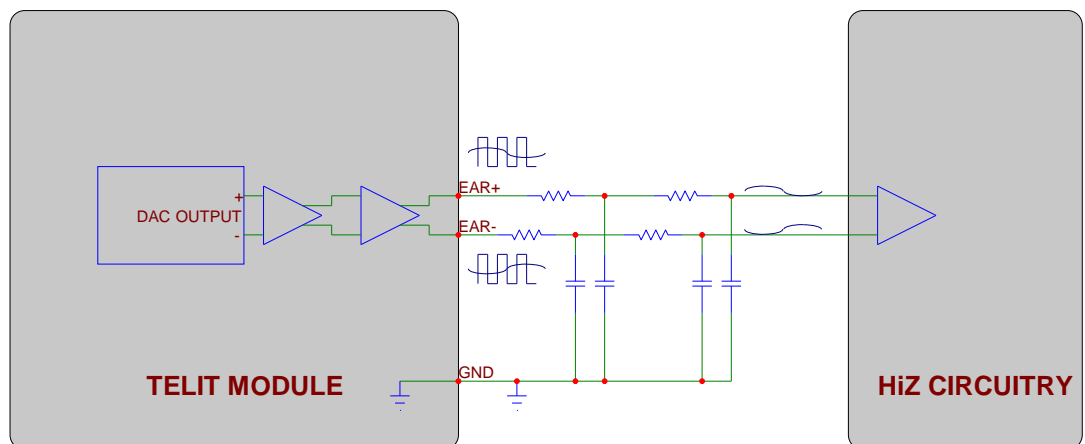 EAR+
+
DAC OUTPUT
-
EAR-
GND
TELIT MODULE
HiZ CIRCUITRY